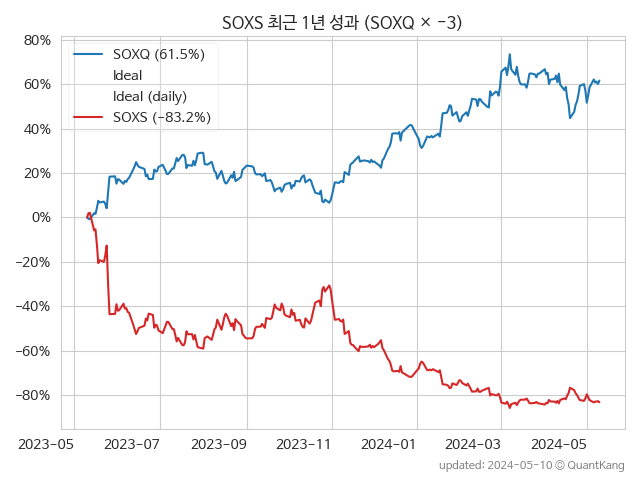 SOXS 최근 1년 성과 (SOXQ × −3)
SOXQ (61.5%)
Ideal
Ideal (daily)
SOXS (−83.2%)
80%
60%
40%
20%
0%
−20%
−40%
−60%
−80%
2023−05 2023−07 2023−09 2023−11 2024−01 2024−03 2024−05
updated: 2024−05−10 © QuantKang